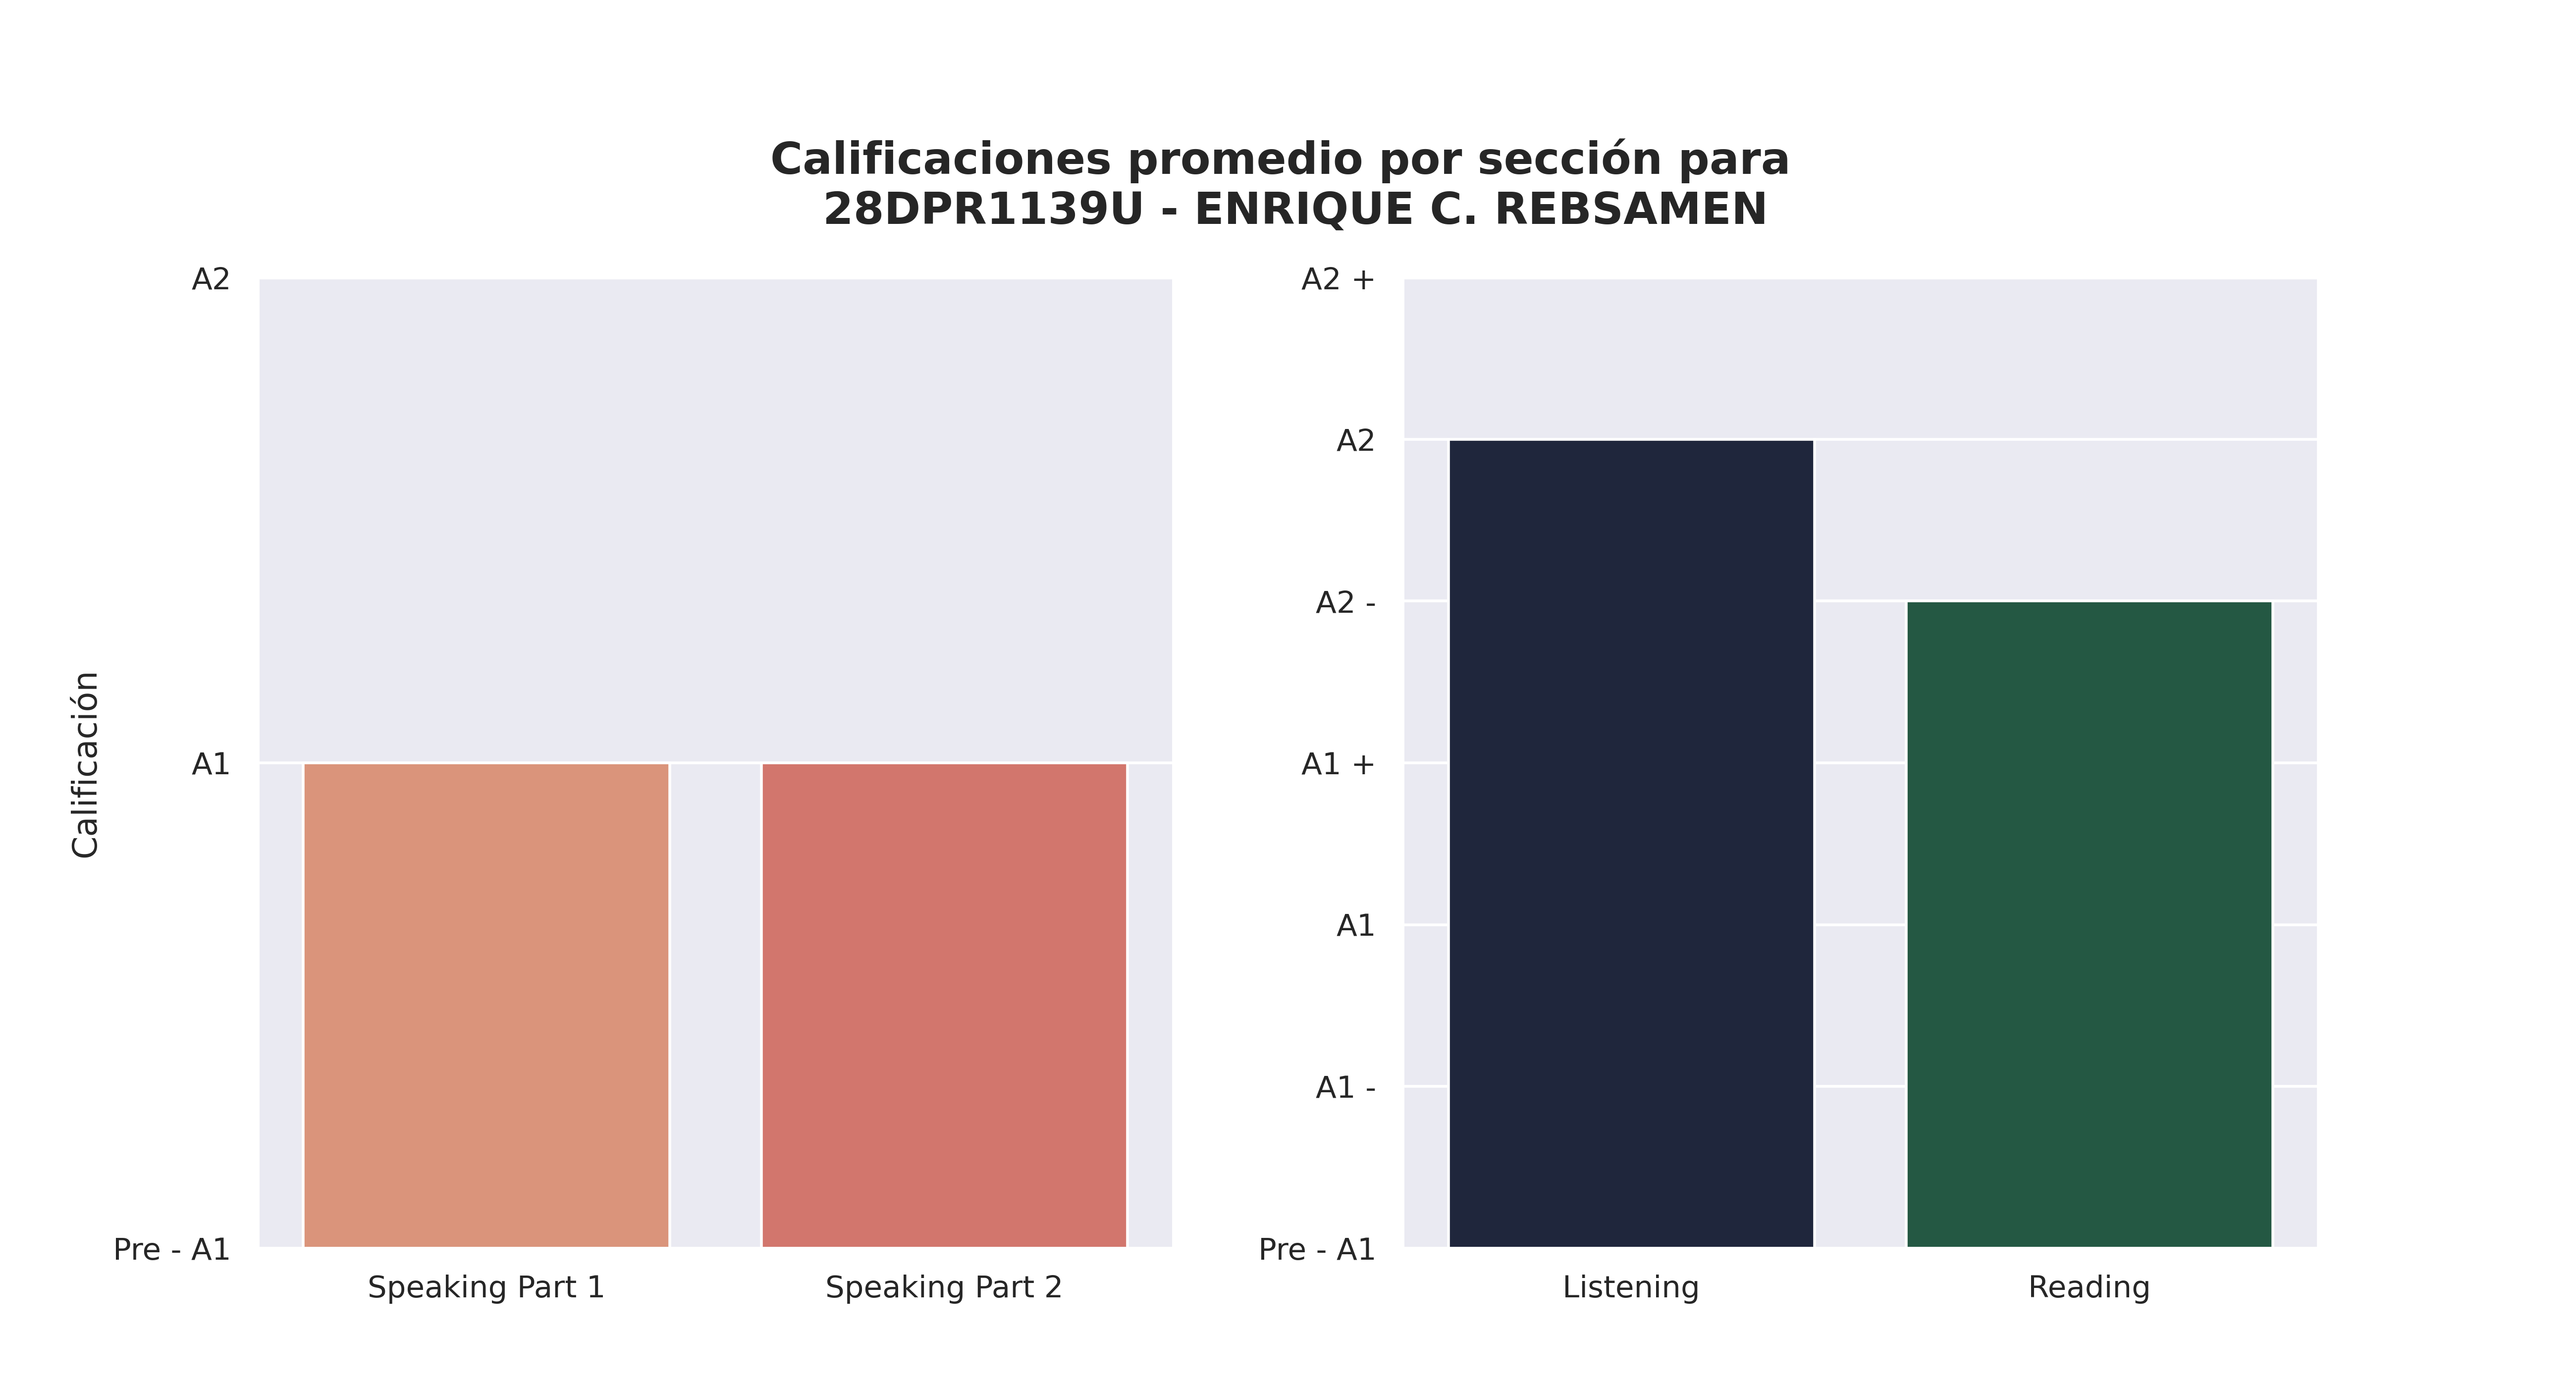 Calificaciones promedio por sección para
28DPR1139U - ENRIQUE C. REBSAMEN
Calificación
A2
A1
Pre - A1
Speaking Part 1
Speaking Part 2
A2 +
A2
A2 -
A1 +
A1
A1 -
Pre - A1
Listening
Reading